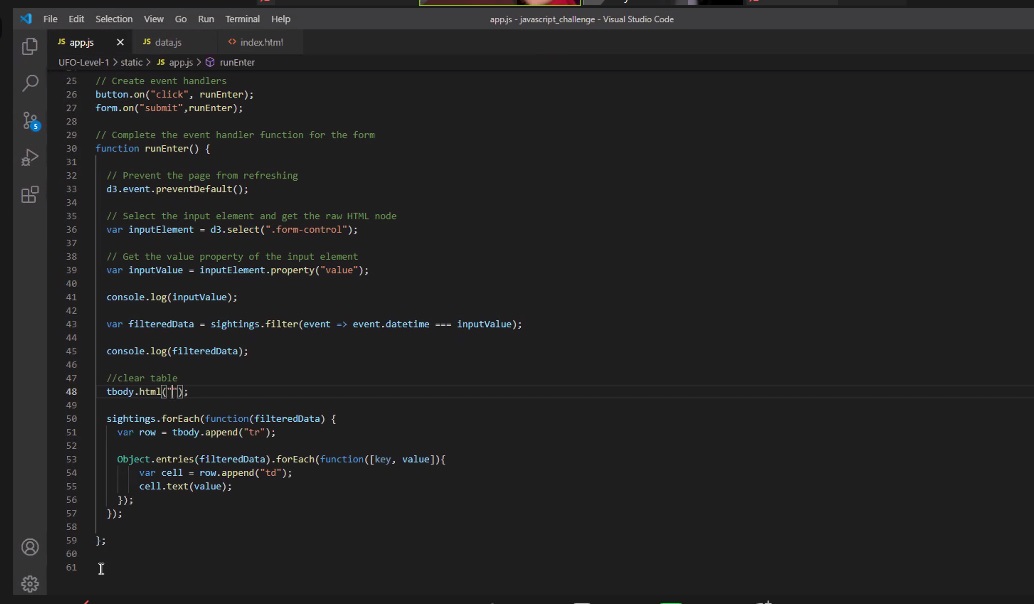 File Edit Selection View Go Run Terminal Help
app.js - javascript_challenge - Visual Studio Code
JS app.js × JS data.js <> index.html
UFO-Level-1 > static > JS app.js > runEnter
25 // Create event handlers
26 button.on("click", runEnter);
27 form.on("submit",runEnter);
28
29 // Complete the event handler function for the form
30 function runEnter() {
31
32 // Prevent the page from refreshing
33 d3.event.preventDefault();
34
35 // Select the input element and get the raw HTML node
36 var inputElement = d3.select(".form-control");
37
38 // Get the value property of the input element
39 var inputValue = inputElement.property("value");
40
41 console.log(inputValue);
42
43 var filteredData = sightings.filter(event => event.datetime === inputValue);
44
45 console.log(filteredData);
46
47 //clear table
48 tbody.html("");
49
50 sightings.forEach(function(filteredData) {
51 var row = tbody.append("tr");
52
53 Object.entries(filteredData).forEach(function([key, value]){
54 var cell = row.append("td");
55 cell.text(value);
56 });
57 });
58
59 };
60
61
5